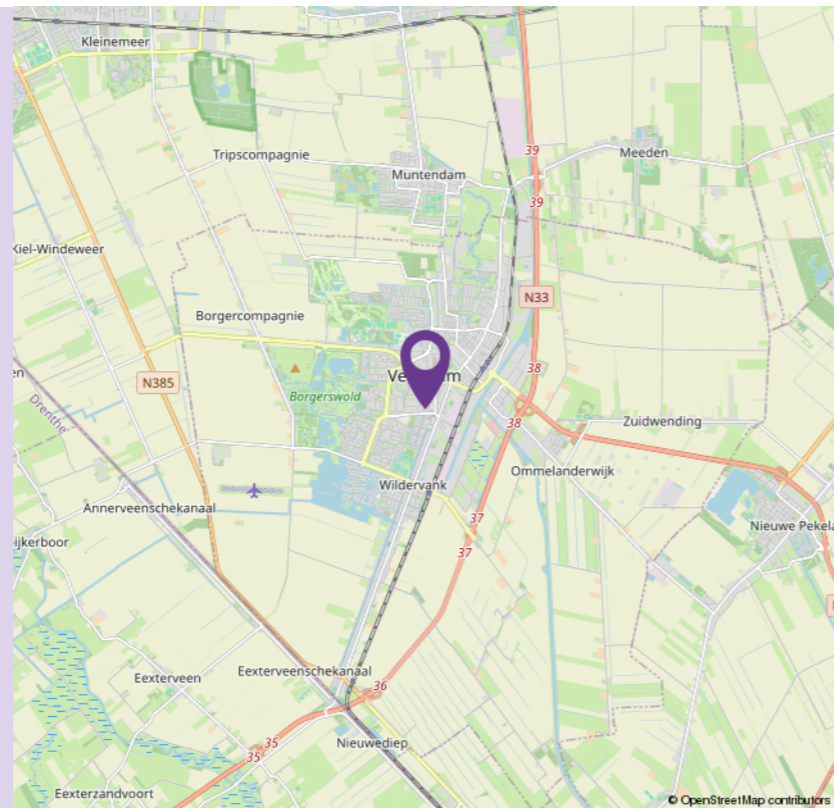 Kleinemeer
39
Meeden
Tripscompagnie
Muntendam
39
Kiel-Windeweer
N33
Borgercompagnie
38
N385
Borgerswold
Drenthe
38
Zuidwending
Ommelanderwijk
Wildervank
Annerveenschekanaal
37
Nieuwe Pekela
37
Eexterveen
Eexterveenschekanaal
36
35
35
Nieuwediep
Eexterzandvoort
© OpenStreetMap contributors